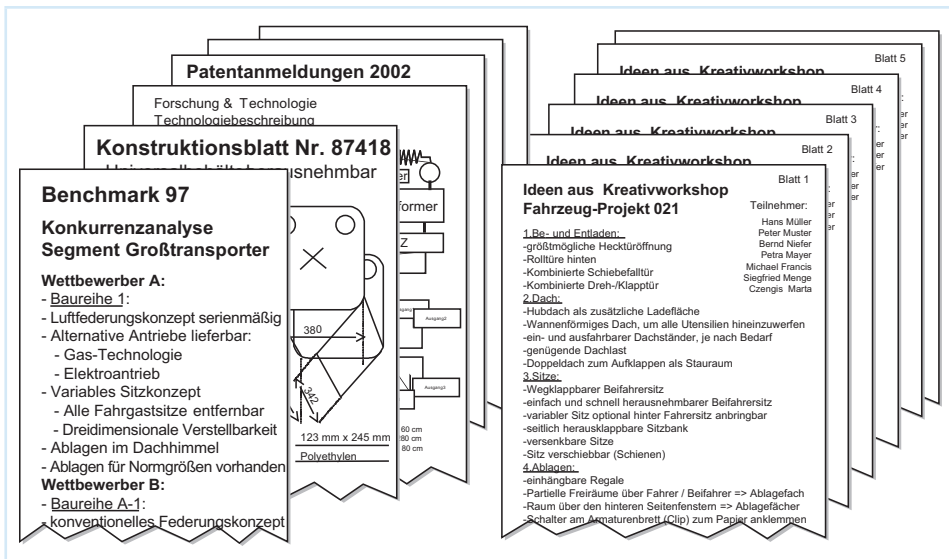 Patentanmeldungen 2002
Forschung & Technologie
Technologiebeschreibung
Konstruktionsblatt Nr. 87418
380
342
123 mm x 245 mm
Polyethylen
Z
Ausgang2
Ausgang3
60 cm
280 cm
80 cm
Benchmark 97
Konkurrenzanalyse
Segment Großtransporter
Wettbewerber A:
- Baureihe 1:
- Luftfederungskonzept serienmäßig
- Alternative Antriebe lieferbar:
- Gas-Technologie
- Elektroantrieb
- Variables Sitzkonzept
- Alle Fahrgastsitze entfernbar
- Dreidimensionale Verstellbarkeit
- Ablagen im Dachhimmel
- Ablagen für Normgrößen vorhanden
Wettbewerber B:
- Baureihe A-1:
- konventionelles Federungskonzept
Blatt 5
Ideen aus Kreativworkshop
Blatt 4
Ideen aus Kreativworkshop
Blatt 3
Ideen aus Kreativworkshop
Blatt 2
Ideen aus Kreativworkshop
Blatt 1
Ideen aus Kreativworkshop
Fahrzeug-Projekt 021
Teilnehmer:
Hans Müller
Peter Muster
Bernd Niefer
Petra Mayer
Michael Francis
Siegfried Menge
Czengis Marta
1.Be- und Entladen:
-größtmögliche Hecktüröffnung
-Rolltüre hinten
-Kombinierte Schiebefalltür
-Kombinierte Dreh-/Klapptür
2.Dach:
-Hubdach als zusätzliche Ladefläche
-Wannenförmiges Dach, um alle Utensilien hineinzuwerfen
-ein- und ausfahrbarer Dachständer, je nach Bedarf
-genügende Dachlast
-Doppeldach zum Aufklappen als Stauraum
3.Sitze:
-Wegklappbarer Beifahrersitz
-einfach und schnell herausnehmbarer Beifahrersitz
-variabler Sitz optional hinter Fahrersitz anbringbar
-seitlich herausklappbare Sitzbank
-versenkbare Sitze
-Sitz verschiebbar (Schienen)
4.Ablagen:
-einhängbare Regale
-Partielle Freiräume über Fahrer / Beifahrer => Ablagefach
-Raum über den hinteren Seitenfenstern => Ablagefächer
-Schalter am Armaturenbrett (Clip) zum Papier anklemmen